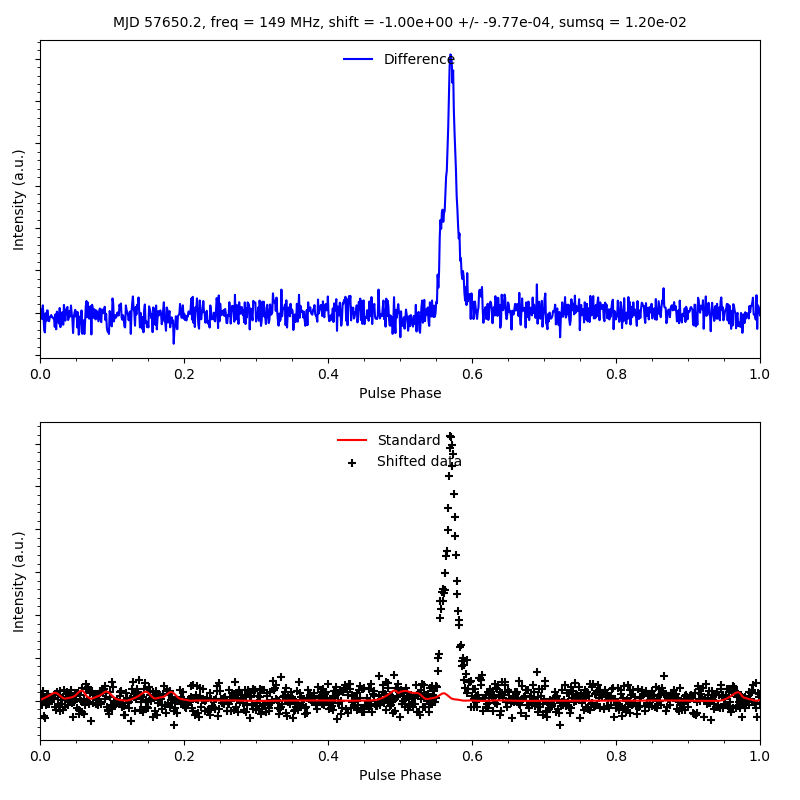 MJD 57650.2, freq = 149 MHz, shift = -1.00e+00 +/- -9.77e-04, sumsq = 1.20e-02
Difference
Intensity (a.u.)
0.0 0.2 0.4 0.6 0.8 1.0
Pulse Phase
Standard
Shifted data
Intensity (a.u.)
0.0 0.2 0.4 0.6 0.8 1.0
Pulse Phase